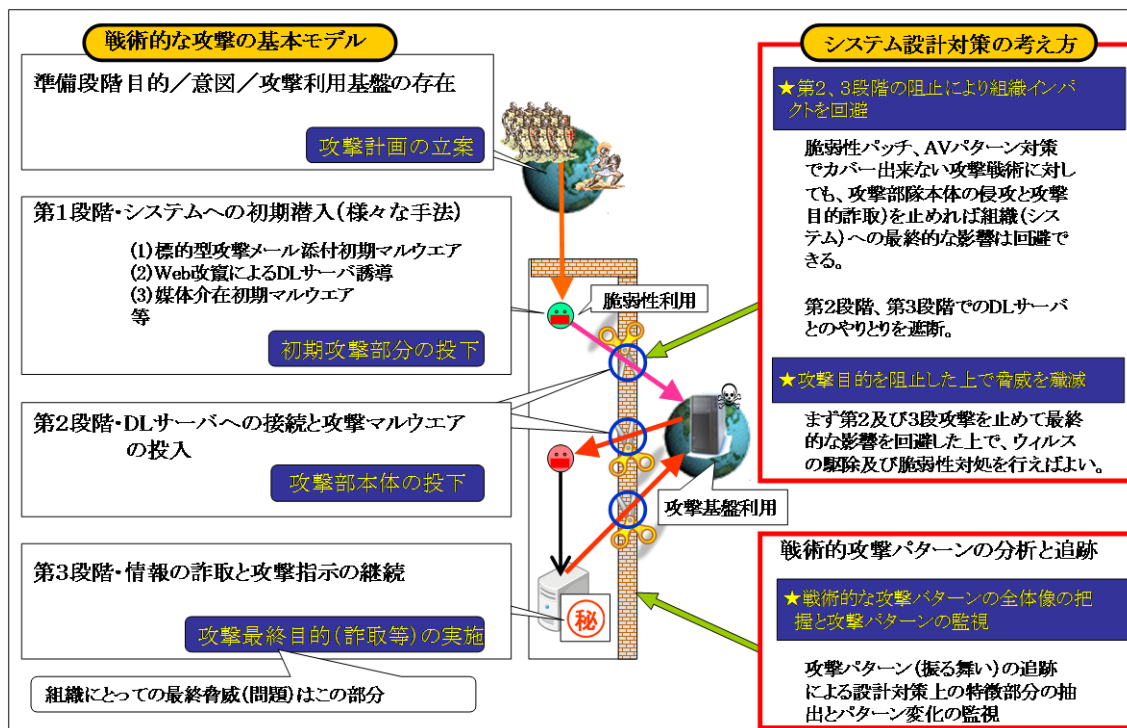 戦術的な攻撃の基本モデル
準備段階目的／意図／攻撃利用基盤の存在
攻撃計画の立案
第1段階・システムへの初期潜入(様々な手法)
(1)標的型攻撃メール添付初期マルウエア
(2)Web改竄によるDLサーバ誘導
(3)媒体介在初期マルウエア
等
初期攻撃部分の投下
第2段階・DLサーバへの接続と攻撃マルウエア
の投入
攻撃部本体の投下
第3段階・情報の詐取と攻撃指示の継続
攻撃最終目的(詐取等)の実施
組織にとっての最終脅威(問題)はこの部分
脆弱性利用
攻撃基盤利用
秘
システム設計対策の考え方
★第2、3段階の阻止により組織インパ
クトを回避
脆弱性パッチ、AVパターン対策
でカバー出来ない攻撃戦術に対し
ても、攻撃部隊本体の侵攻と攻撃
目的詐取)を止めれば組織(シス
テム)への最終的な影響は回避で
きる。
第2段階、第3段階でのDLサーバ
とのやりとりを遮断。
★攻撃目的を阻止した上で脅威を殲滅
まず第2及び3段攻撃を止めて最終
的な影響を回避した上で、ウィルス
の駆除及び脆弱性対処を行えばよい。
戦術的攻撃パターンの分析と追跡
★戦術的な攻撃パターンの全体像の把
握と攻撃パターンの監視
攻撃パターン(振る舞い)の追跡
による設計対策上の特徴部分の抽
出とパターン変化の監視